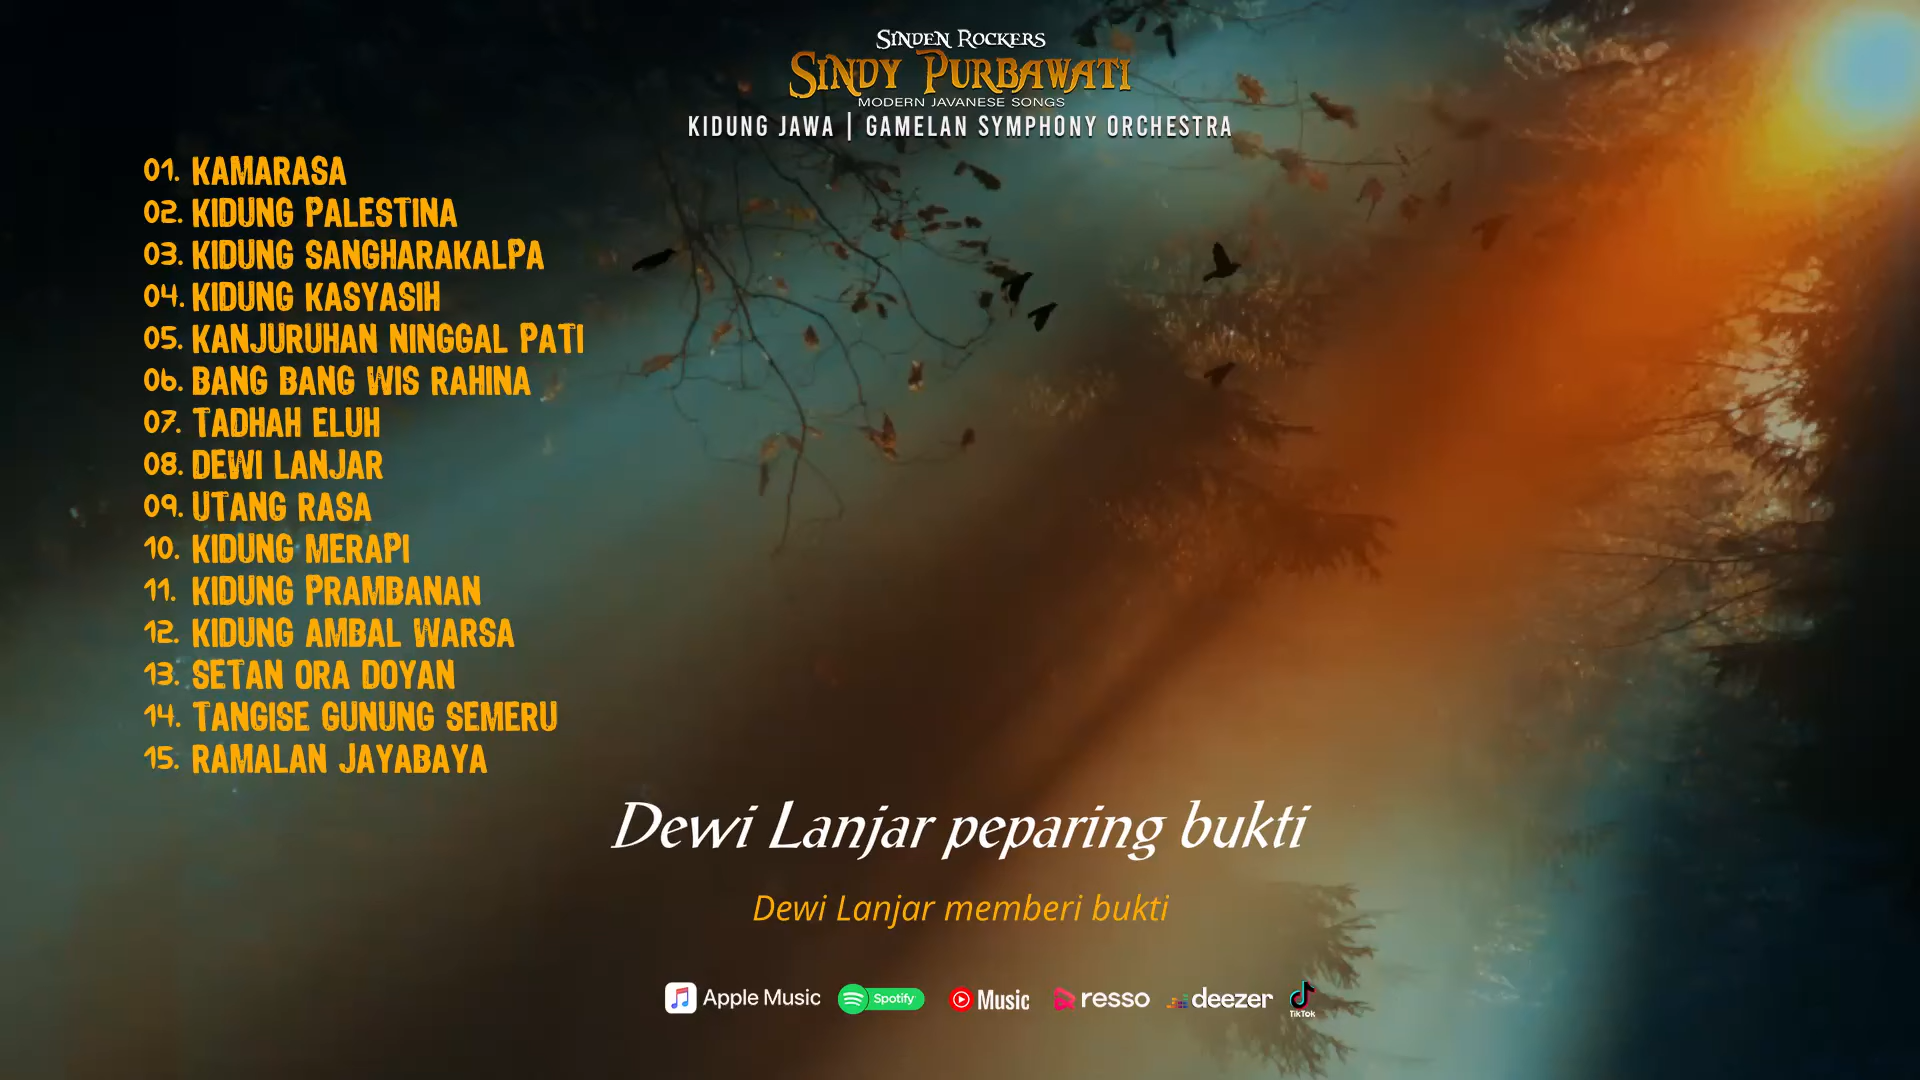 SINDEN ROCKERS
SINDY PURBAWATI
MODERN JAVANESE SONGS
KIDUNG JAWA | GAMELAN SYMPHONY ORCHESTRA
01. KAMARASA
02. KIDUNG PALESTINA
03. KIDUNG SANGHARAKALPA
04. KIDUNG KASYASIH
05. KANJURUHAN NINGGAL PATI
06. BANG BANG WIS RAHINA
07. TADHAH ELUH
08. DEWI LANJAR
09. UTANG RASA
10. KIDUNG MERAPI
11. KIDUNG PRAMBANAN
12. KIDUNG AMBAL WARSA
13. SETAN ORA DOYAN
14. TANGISE GUNUNG SEMERU
15. RAMALAN JAYABAYA
Dewi Lanjar peparing bukti
Dewi Lanjar memberi bukti
Apple Music Spotify Music resso deezer TikTok